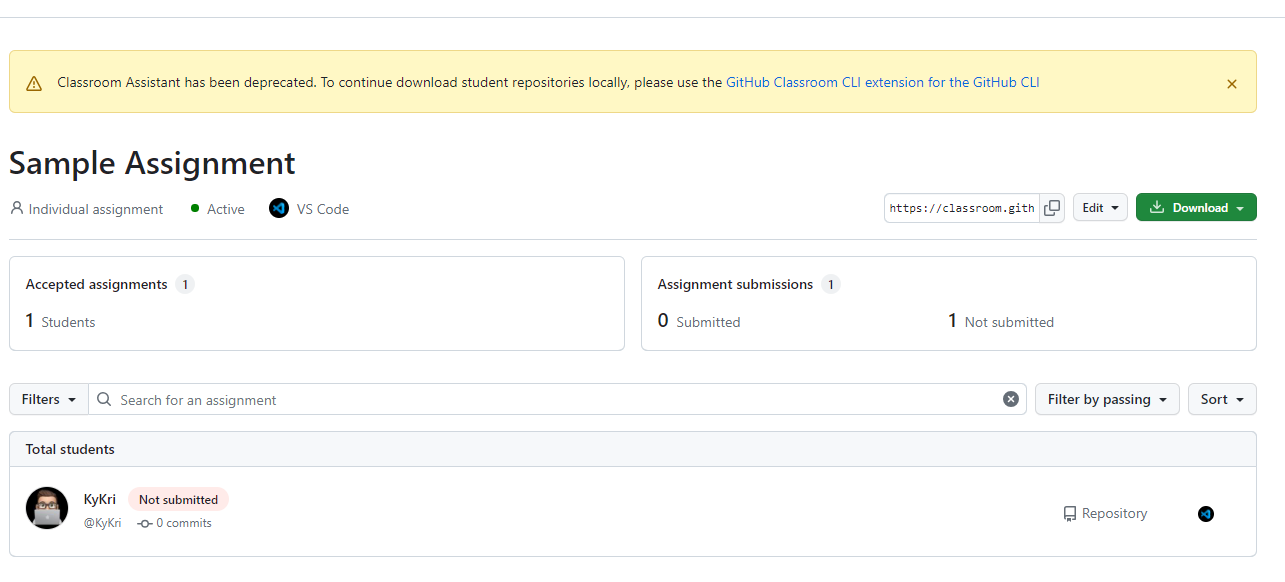 Classroom Assistant has been deprecated. To continue download student repositories locally, please use the GitHub Classroom CLI extension for the GitHub CLI
Sample Assignment
Individual assignment Active VS Code https://classroom.gith Edit Download
Accepted assignments 1
1 Students
Assignment submissions 1
0 Submitted 1 Not submitted
Filters Search for an assignment Filter by passing Sort
Total students
KyKri Not submitted
@KyKri 0 commits
Repository